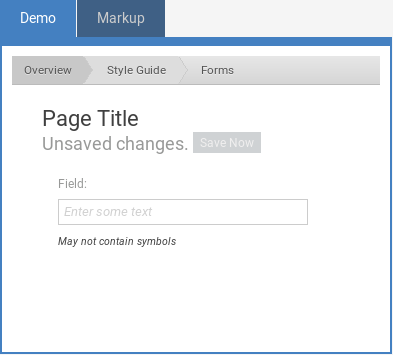 Demo Markup
Overview Style Guide Forms
Page Title
Unsaved changes. Save Now
Field:
Enter some text
May not contain symbols